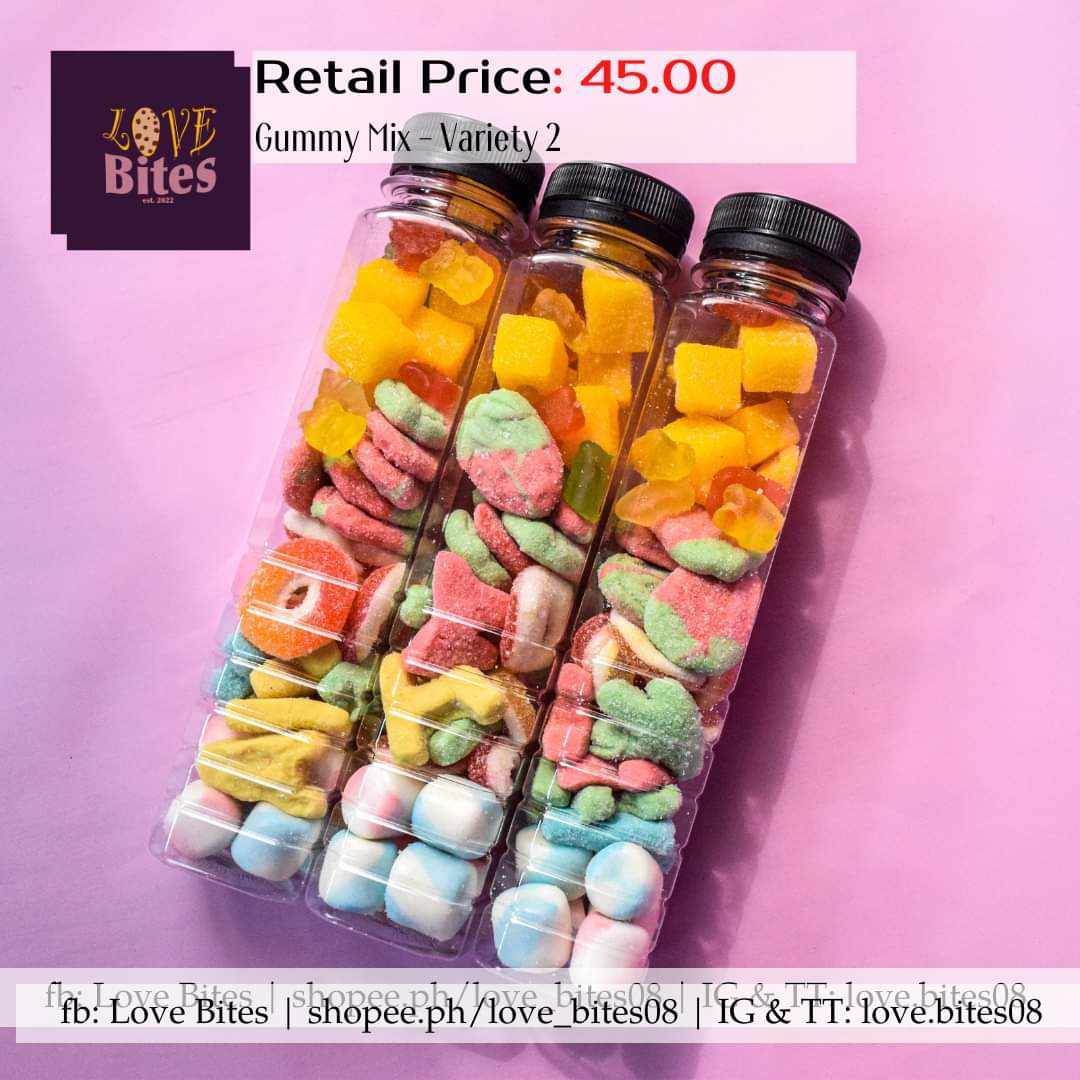 LOVE
Bites
est. 2022
Retail Price: 45.00
Gummy Mix - Variety 2
fb: Love Bites | shopee.ph/love_bites08 | IG & TT: love.bites08
fb: Love Bites | shopee.ph/love_bites08 | IG & TT: love.bites08